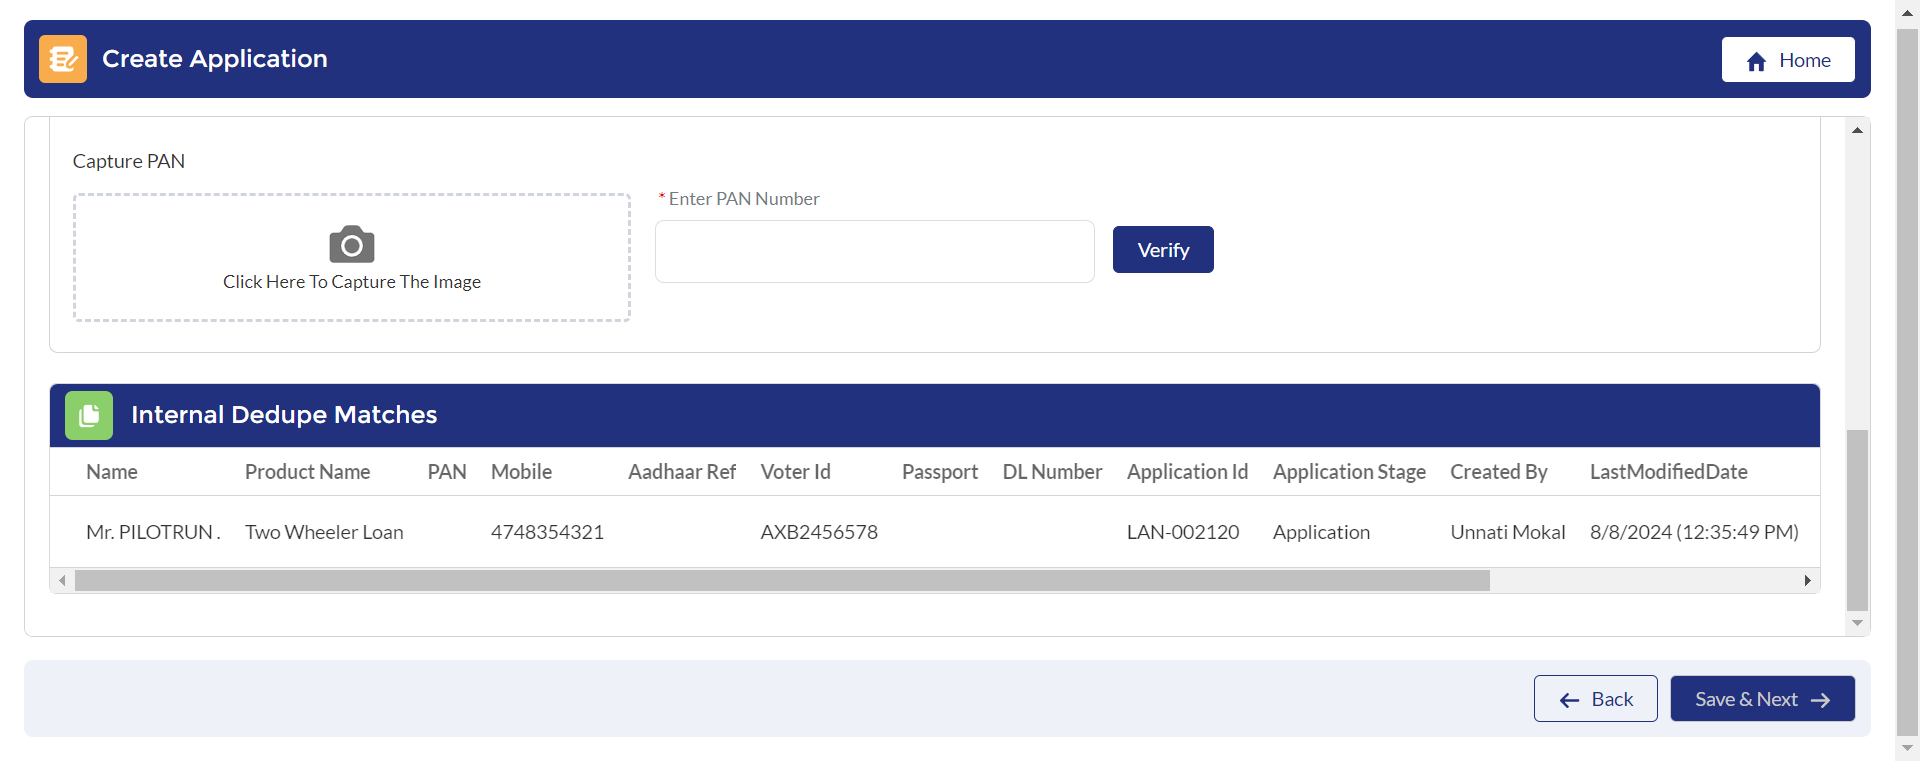 Create Application
Home
Capture PAN
* Enter PAN Number
Click Here To Capture The Image
Verify
Internal Dedupe Matches
Name Product Name PAN Mobile Aadhaar Ref Voter Id Passport DL Number Application Id Application Stage Created By LastModifiedDate
Mr. PILOTRUN . Two Wheeler Loan 4748354321 AXB2456578 LAN-002120 Application Unnati Mokal 8/8/2024 (12:35:49 PM)
Back
Save & Next